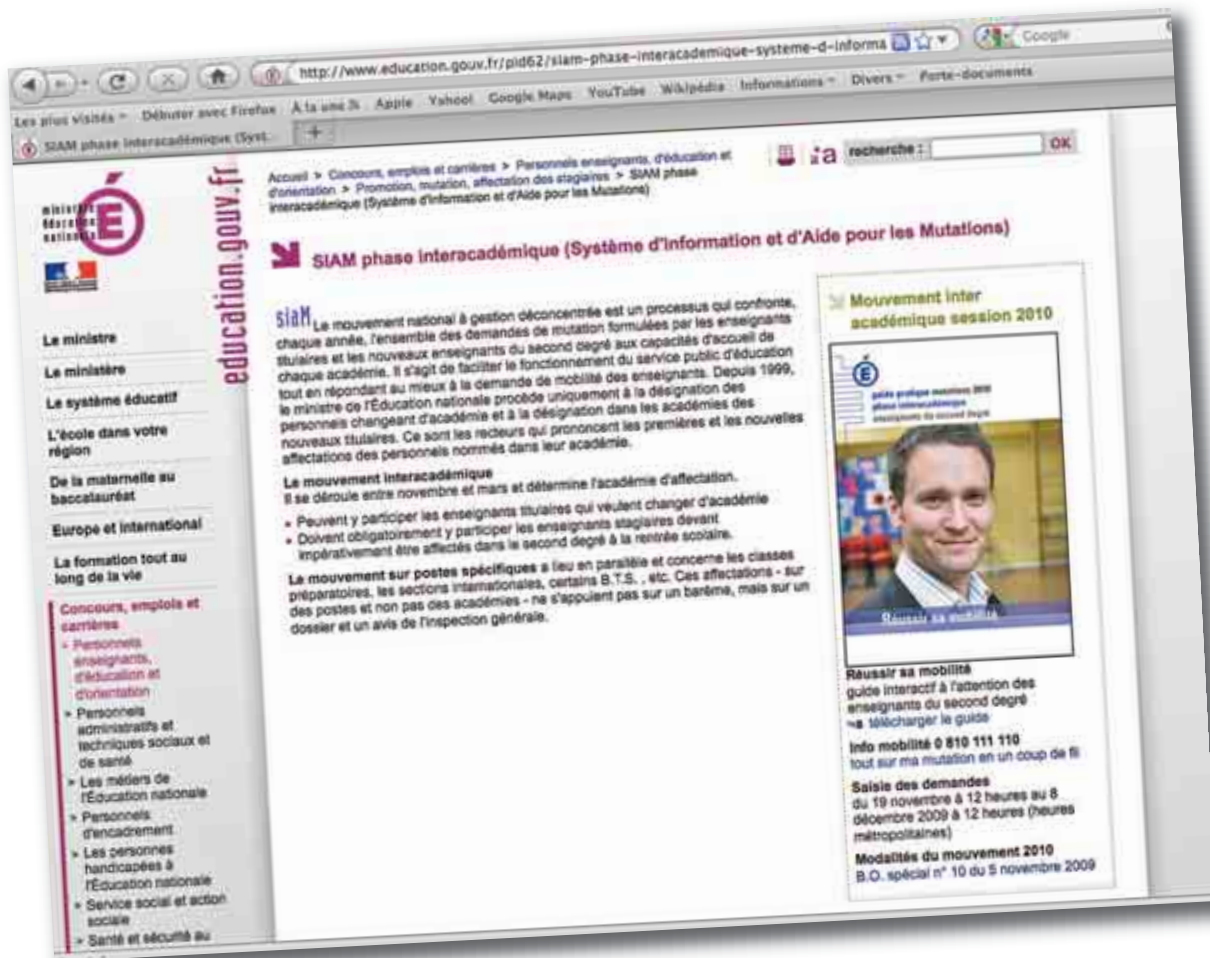 http://www.education.gouv.fr/pid62/siam-phase-interacademique-systeme-d-informa
Google
Les plus visités
Débuter avec Firefox
A la une
Apple
Yahoo!
Google Maps
YouTube
Wikipédia
Informations
Divers
Porte-documents
SIAM phase interacadémique (Syst...
ministère
éducation
nationale
education.gouv.fr
Accueil > Concours, emplois et carrières > Personnels enseignants, d'éducation et
d'orientation > Promotion, mutation, affectation des stagiaires > SIAM phase
interacadémique (Système d'Information et d'Aide pour les Mutations)
recherche :
OK
SIAM phase interacadémique (Système d'Information et d'Aide pour les Mutations)
Le ministre
Le ministère
Le système éducatif
L'école dans votre
région
De la maternelle au
baccalauréat
Europe et international
La formation tout au
long de la vie
Concours, emplois et
carrières
Personnels
enseignants,
d'éducation et
d'orientation
Personnels
administratifs et
techniques sociaux et
de santé
Les métiers de
l'Éducation nationale
Personnels
d'encadrement
Les personnes
handicapées à
l'Éducation nationale
Service social et action
sociale
Santé et sécurité au
siaM Le mouvement national à gestion déconcentrée est un processus qui confronte,
chaque année, l'ensemble des demandes de mutation formulées par les enseignants
titulaires et les nouveaux enseignants du second degré aux capacités d'accueil de
chaque académie. Il s'agit de faciliter le fonctionnement du service public d'éducation
tout en répondant au mieux à la demande de mobilité des enseignants. Depuis 1999,
le ministre de l'Éducation nationale procède uniquement à la désignation des
personnels changeant d'académie et à la désignation dans les académies des
nouveaux titulaires. Ce sont les recteurs qui prononcent les premières et les nouvelles
affectations des personnels nommés dans leur académie.
Le mouvement interacadémique
Il se déroule entre novembre et mars et détermine l'académie d'affectation.
Peuvent y participer les enseignants titulaires qui veulent changer d'académie
Doivent obligatoirement y participer les enseignants stagiaires devant
impérativement être affectés dans le second degré à la rentrée scolaire.
Le mouvement sur postes spécifiques a lieu en parallèle et concerne les classes
préparatoires, les sections internationales, certains B.T.S. , etc. Ces affectations - sur
des postes et non pas des académies - ne s'appuient pas sur un barème, mais sur un
dossier et un avis de l'inspection générale.
Mouvement inter
académique session 2010
guide pratique mutations 2010
phase interacadémique
enseignants du second degré
Réussir sa mobilité
Réussir sa mobilité
guide interactif à l'attention des
enseignants du second degré
télécharger le guide
Info mobilité 0 810 111 110
tout sur ma mutation en un coup de fil
Saisie des demandes
du 19 novembre à 12 heures au 8
décembre 2009 à 12 heures (heures
métropolitaines)
Modalités du mouvement 2010
B.O. spécial n° 10 du 5 novembre 2009